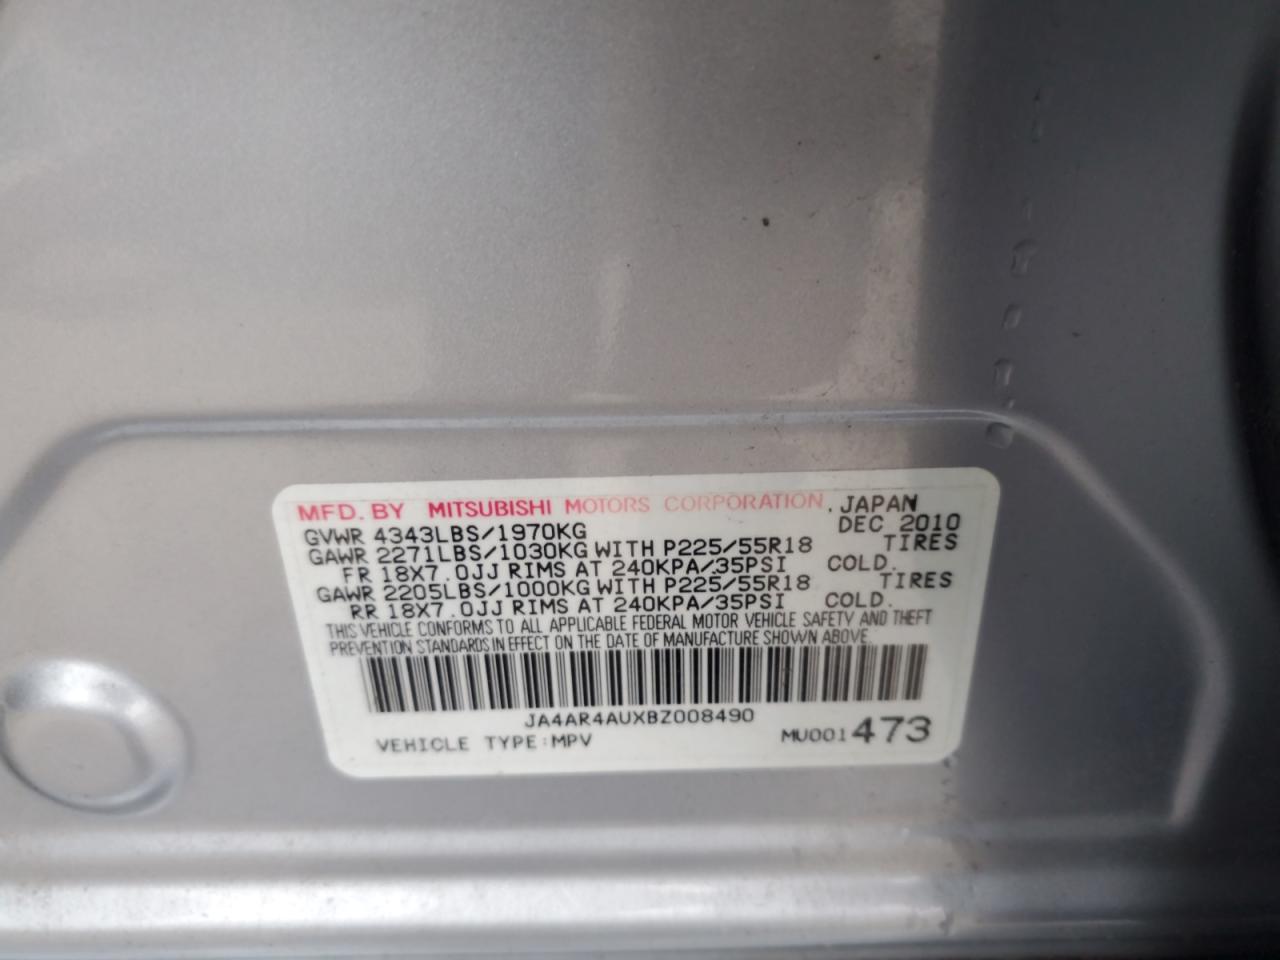 MFD. BY MITSUBISHI MOTORS CORPORATION, JAPAN
GVWR 4343LBS/1970KG DEC 2010
GAWR 2271LBS/1030KG WITH P225/55R18 TIRES
FR 18X7.0JJ RIMS AT 240KPA/35PSI COLD.
GAWR 2205LBS/1000KG WITH P225/55R18 TIRES
RR 18X7.0JJ RIMS AT 240KPA/35PSI COLD.
THIS VEHICLE CONFORMS TO ALL APPLICABLE FEDERAL MOTOR VEHICLE SAFETY AND THEFT
PREVENTION STANDARDS IN EFFECT ON THE DATE OF MANUFACTURE SHOWN ABOVE.
JA4AR4AUXBZ008490
VEHICLE TYPE:MPV MU001473